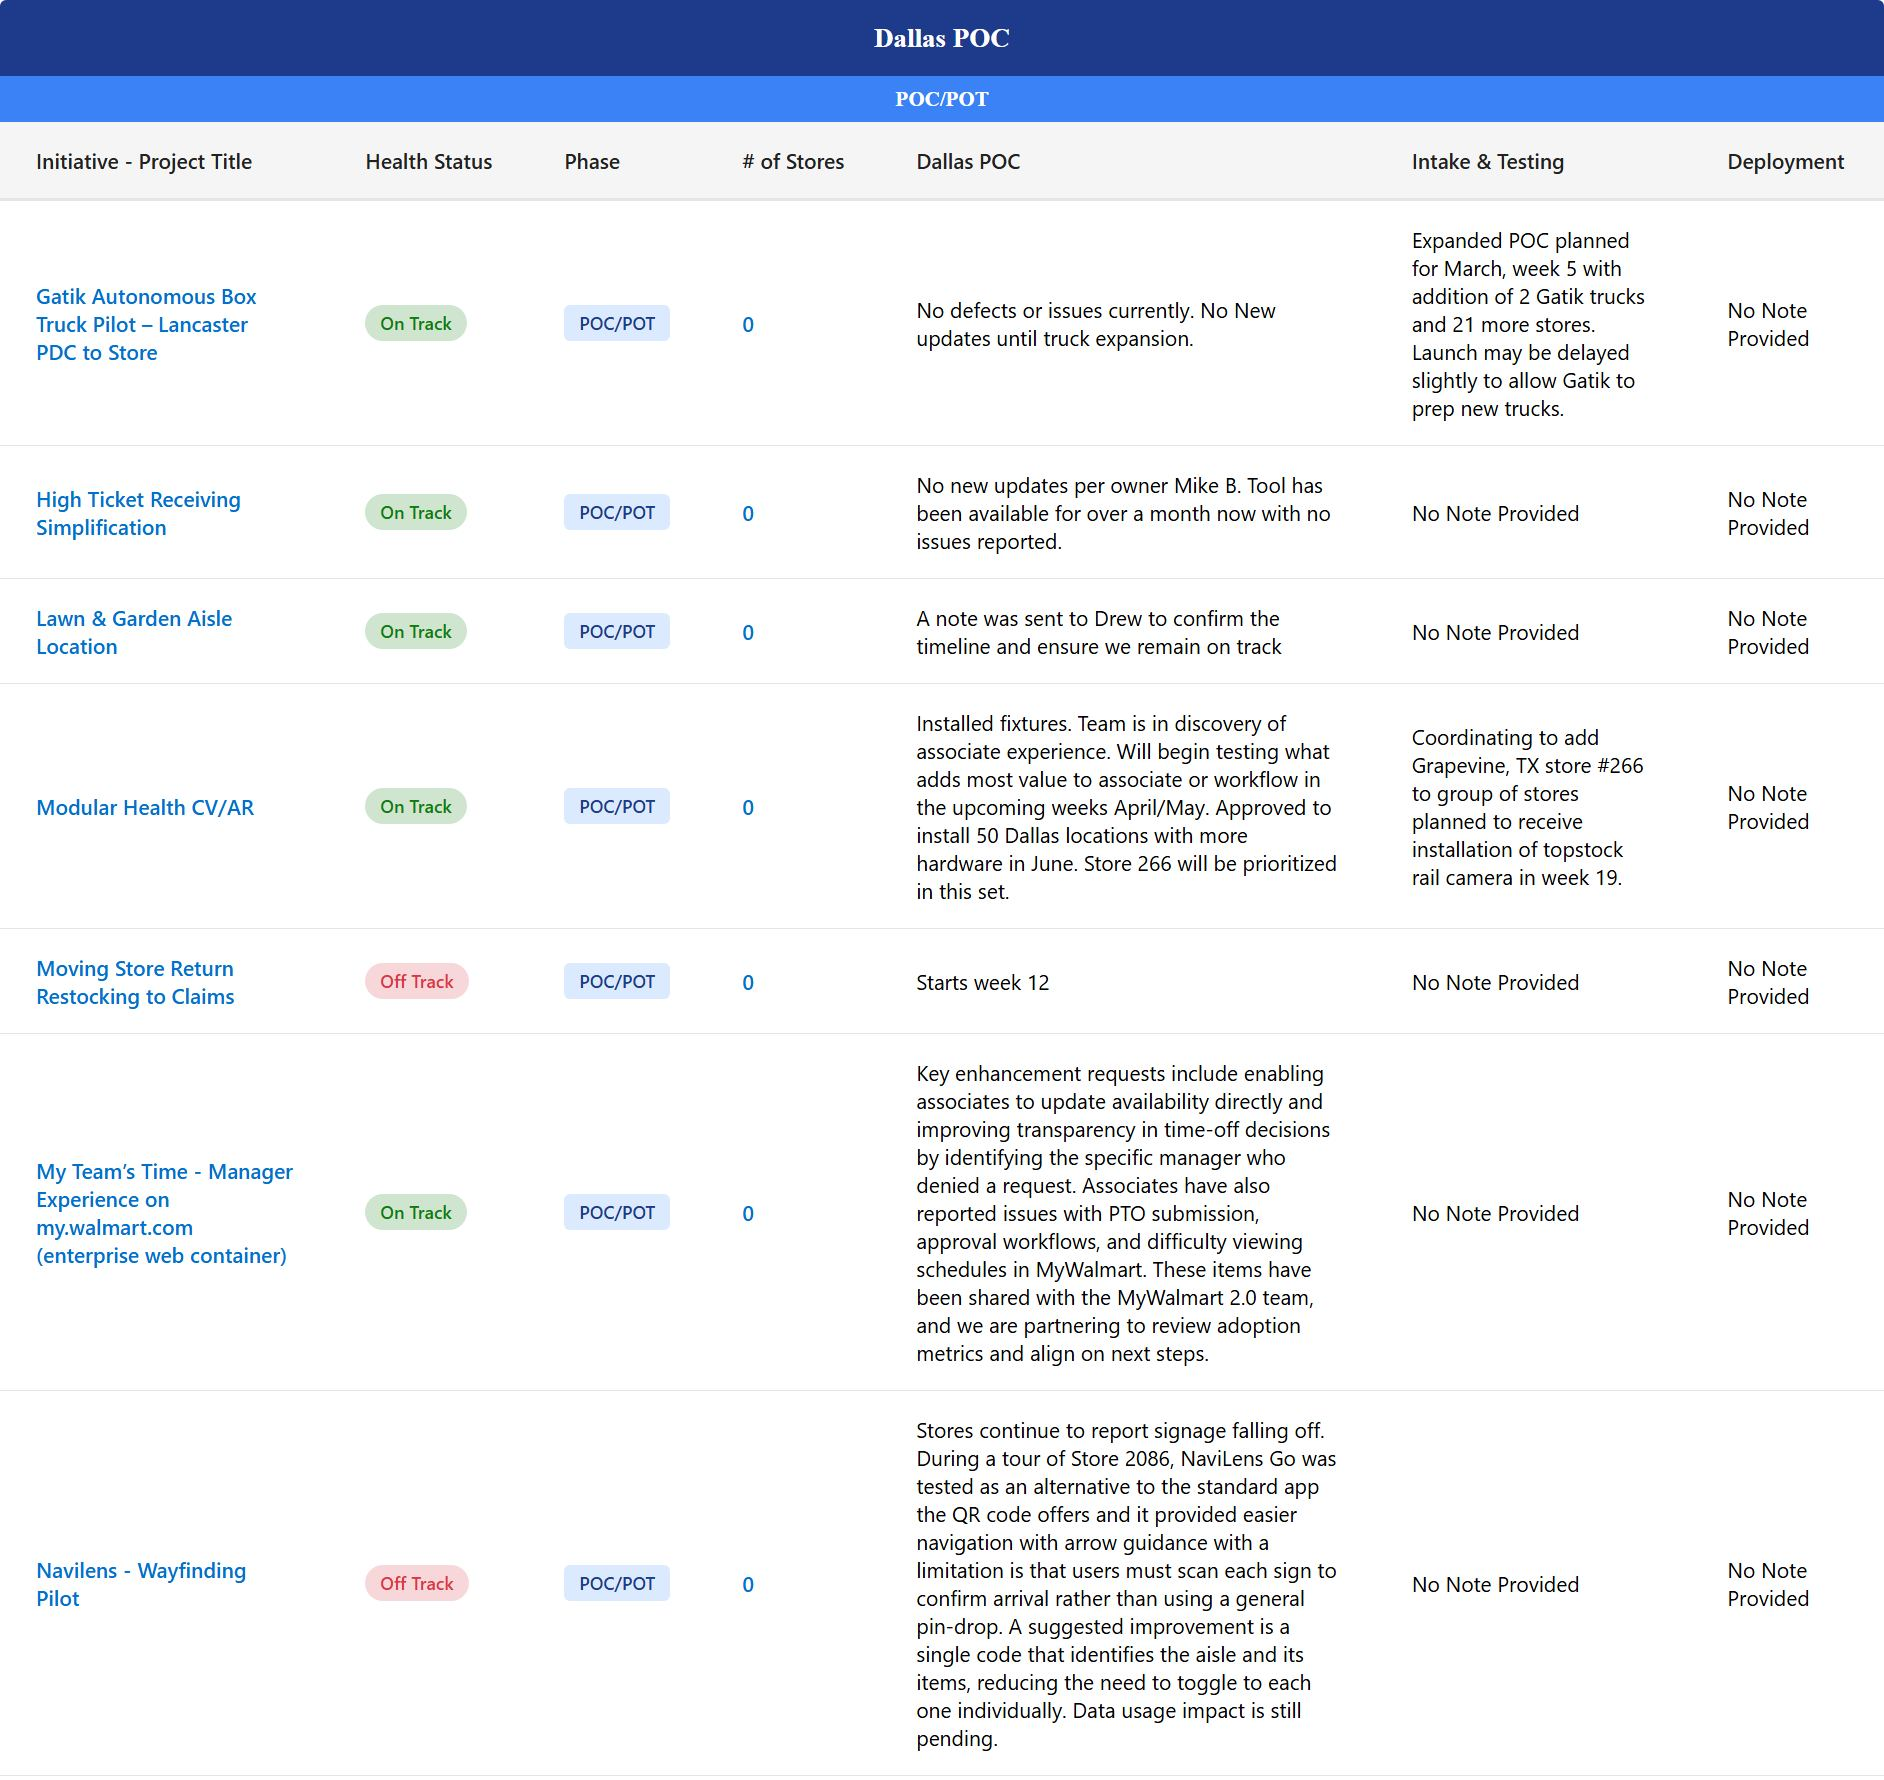 Dallas POC
POC/POT
Initiative - Project Title
Health Status
Phase
# of Stores
Dallas POC
Intake & Testing
Deployment
Gatik Autonomous Box
Truck Pilot – Lancaster
PDC to Store
On Track
POC/POT
0
No defects or issues currently. No New
updates until truck expansion.
Expanded POC planned
for March, week 5 with
addition of 2 Gatik trucks
and 21 more stores.
Launch may be delayed
slightly to allow Gatik to
prep new trucks.
No Note
Provided
High Ticket Receiving
Simplification
On Track
POC/POT
0
No new updates per owner Mike B. Tool has
been available for over a month now with no
issues reported.
No Note Provided
No Note
Provided
Lawn & Garden Aisle
Location
On Track
POC/POT
0
A note was sent to Drew to confirm the
timeline and ensure we remain on track
No Note Provided
No Note
Provided
Modular Health CV/AR
On Track
POC/POT
0
Installed fixtures. Team is in discovery of
associate experience. Will begin testing what
adds most value to associate or workflow in
the upcoming weeks April/May. Approved to
install 50 Dallas locations with more
hardware in June. Store 266 will be prioritized
in this set.
Coordinating to add
Grapevine, TX store #266
to group of stores
planned to receive
installation of topstock
rail camera in week 19.
No Note
Provided
Moving Store Return
Restocking to Claims
Off Track
POC/POT
0
Starts week 12
No Note Provided
No Note
Provided
My Team’s Time - Manager
Experience on
my.walmart.com
(enterprise web container)
On Track
POC/POT
0
Key enhancement requests include enabling
associates to update availability directly and
improving transparency in time-off decisions
by identifying the specific manager who
denied a request. Associates have also
reported issues with PTO submission,
approval workflows, and difficulty viewing
schedules in MyWalmart. These items have
been shared with the MyWalmart 2.0 team,
and we are partnering to review adoption
metrics and align on next steps.
No Note Provided
No Note
Provided
Navilens - Wayfinding
Pilot
Off Track
POC/POT
0
Stores continue to report signage falling off.
During a tour of Store 2086, NaviLens Go was
tested as an alternative to the standard app
the QR code offers and it provided easier
navigation with arrow guidance with a
limitation is that users must scan each sign to
confirm arrival rather than using a general
pin-drop. A suggested improvement is a
single code that identifies the aisle and its
items, reducing the need to toggle to each
one individually. Data usage impact is still
pending.
No Note Provided
No Note
Provided